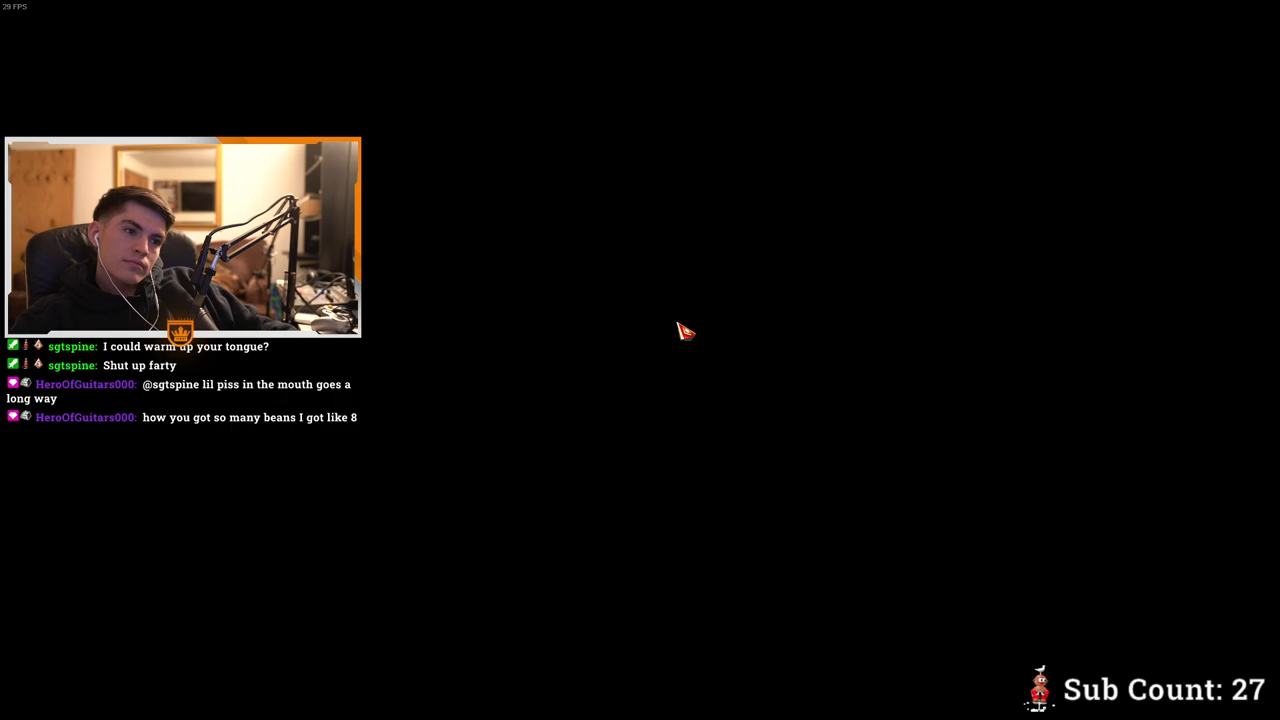 29 FPS
sgtspine: I could warm up your tongue?
sgtspine: Shut up farty
HeroOfGuitars000: @sgtspine lil piss in the mouth goes a
long way
HeroOfGuitars000: how you got so many beans I got like 8
Sub Count: 27